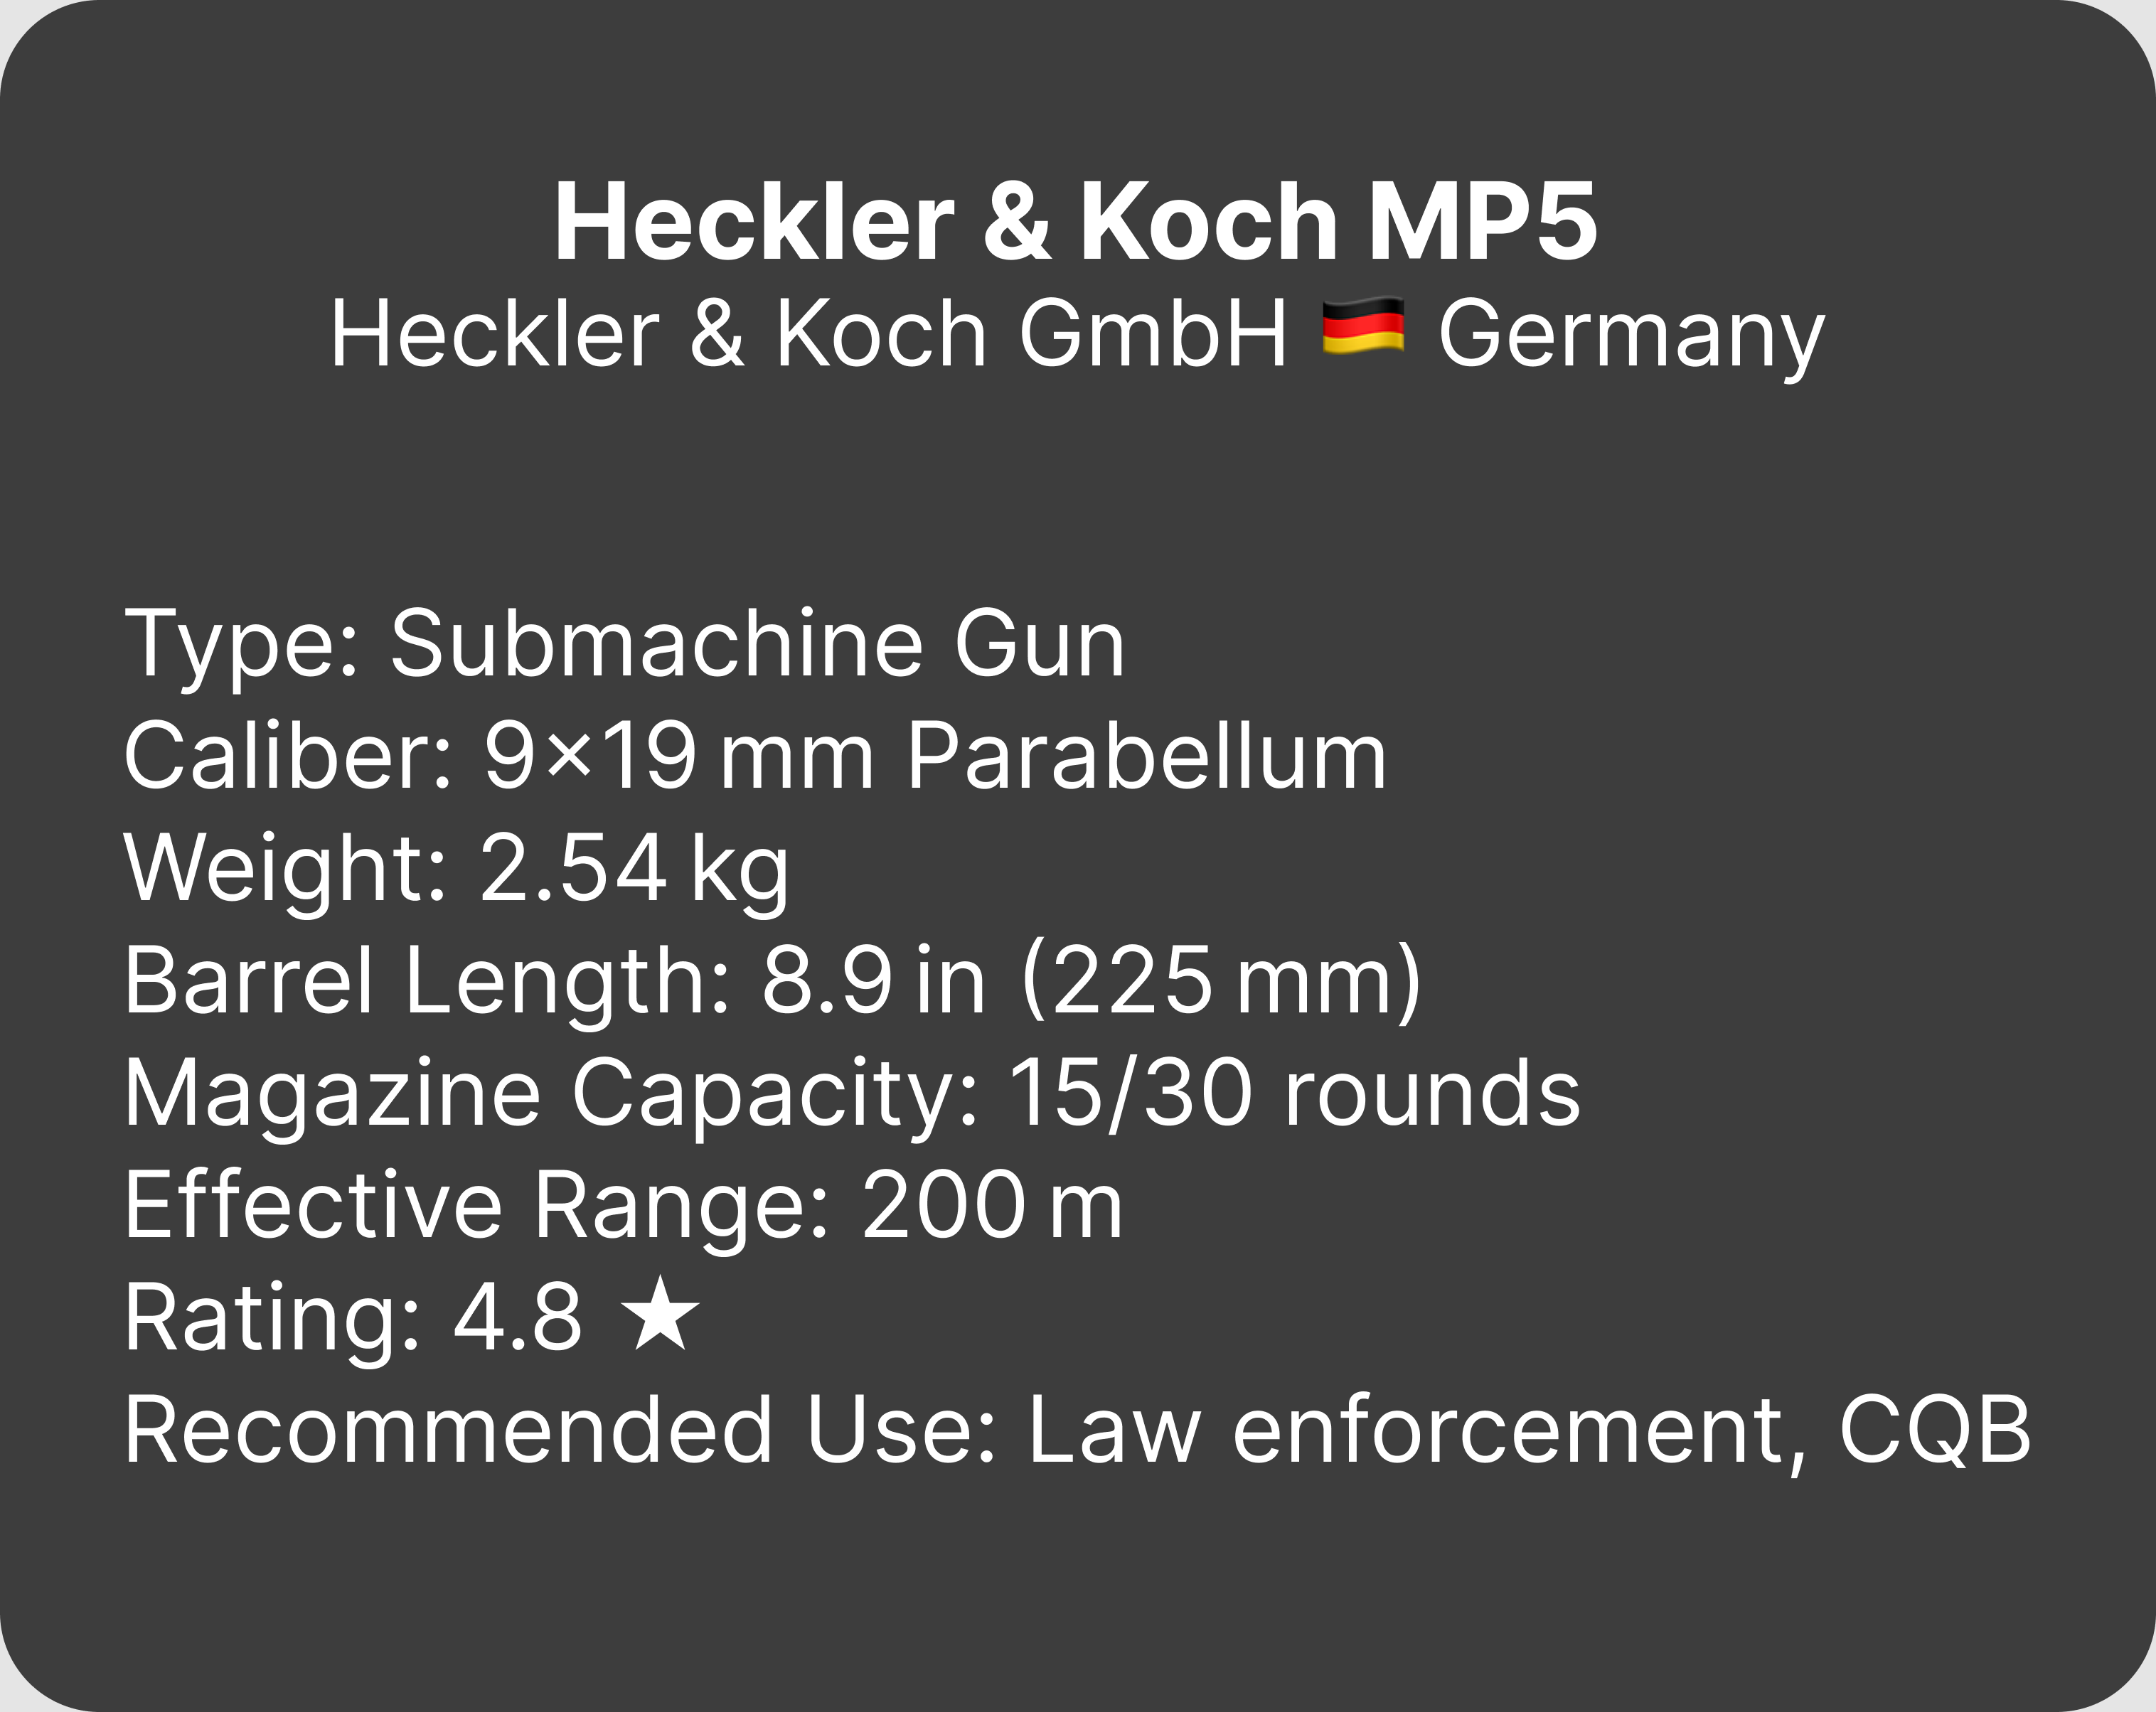 Heckler & Koch MP5
Heckler & Koch GmbH 🇩🇪 Germany
Type: Submachine Gun
Caliber: 9×19 mm Parabellum
Weight: 2.54 kg
Barrel Length: 8.9 in (225 mm)
Magazine Capacity: 15/30 rounds
Effective Range: 200 m
Rating: 4.8 ★
Recommended Use: Law enforcement, CQB